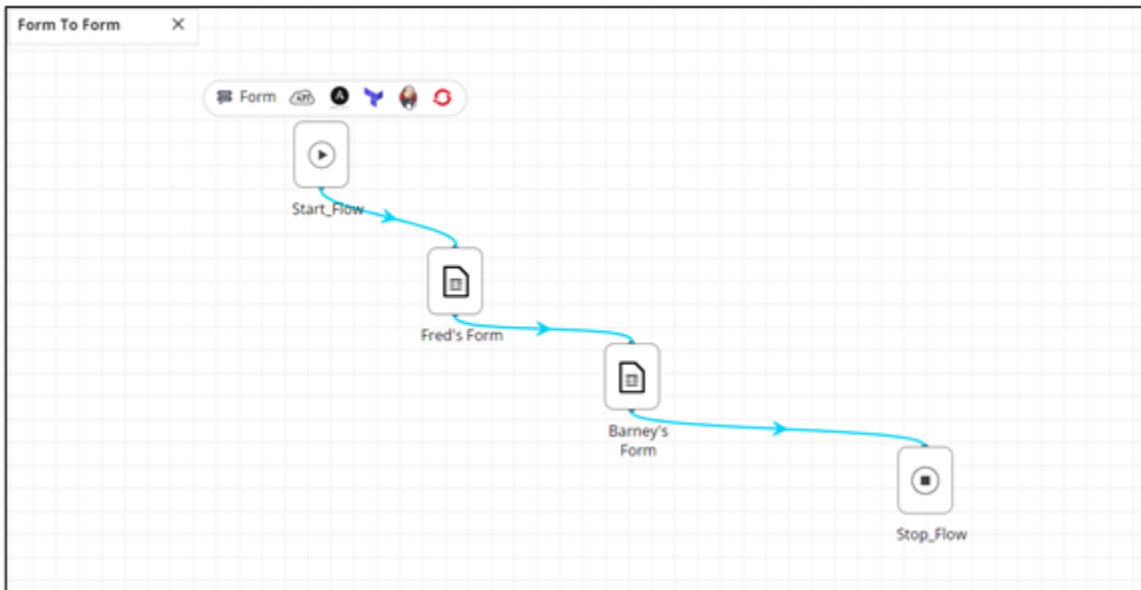 Form To Form
Form API A
Start_Flow
Fred's Form
Barney's
Form
Stop_Flow